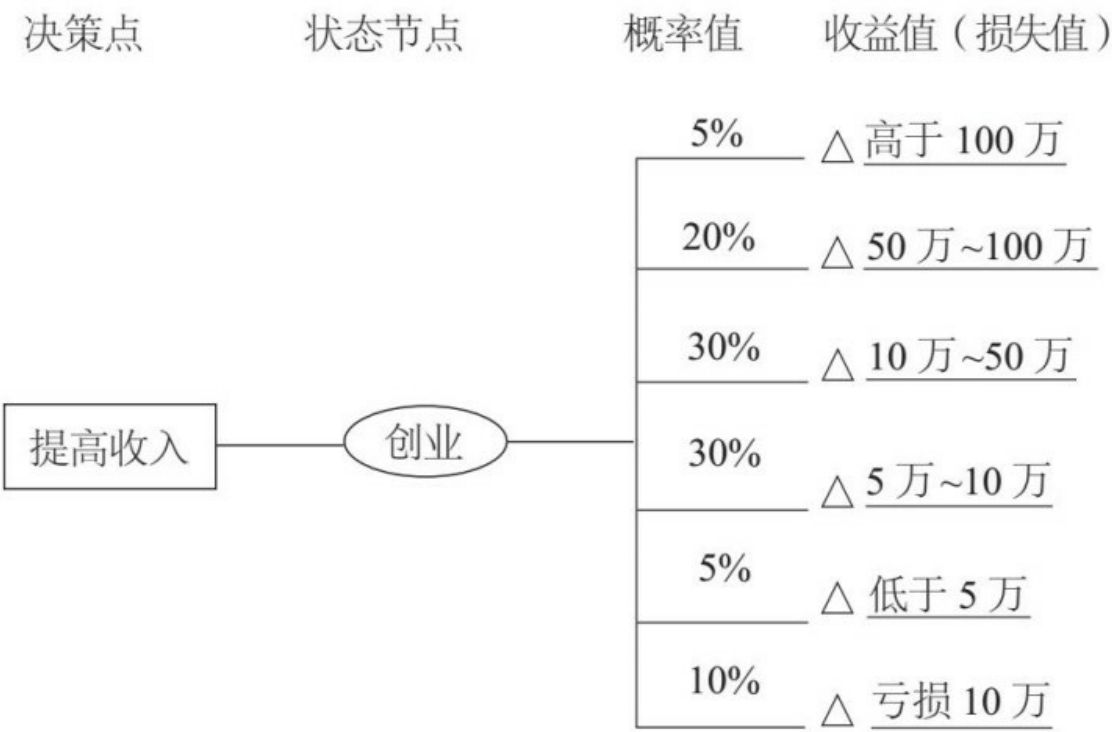 决策点 状态节点 概率值 收益值（损失值）
5% △ 高于 100 万
20% △ 50 万~100 万
30% △ 10 万~50 万
提高收入 创业
30% △ 5 万~10 万
5% △ 低于 5 万
10% △ 亏损 10 万